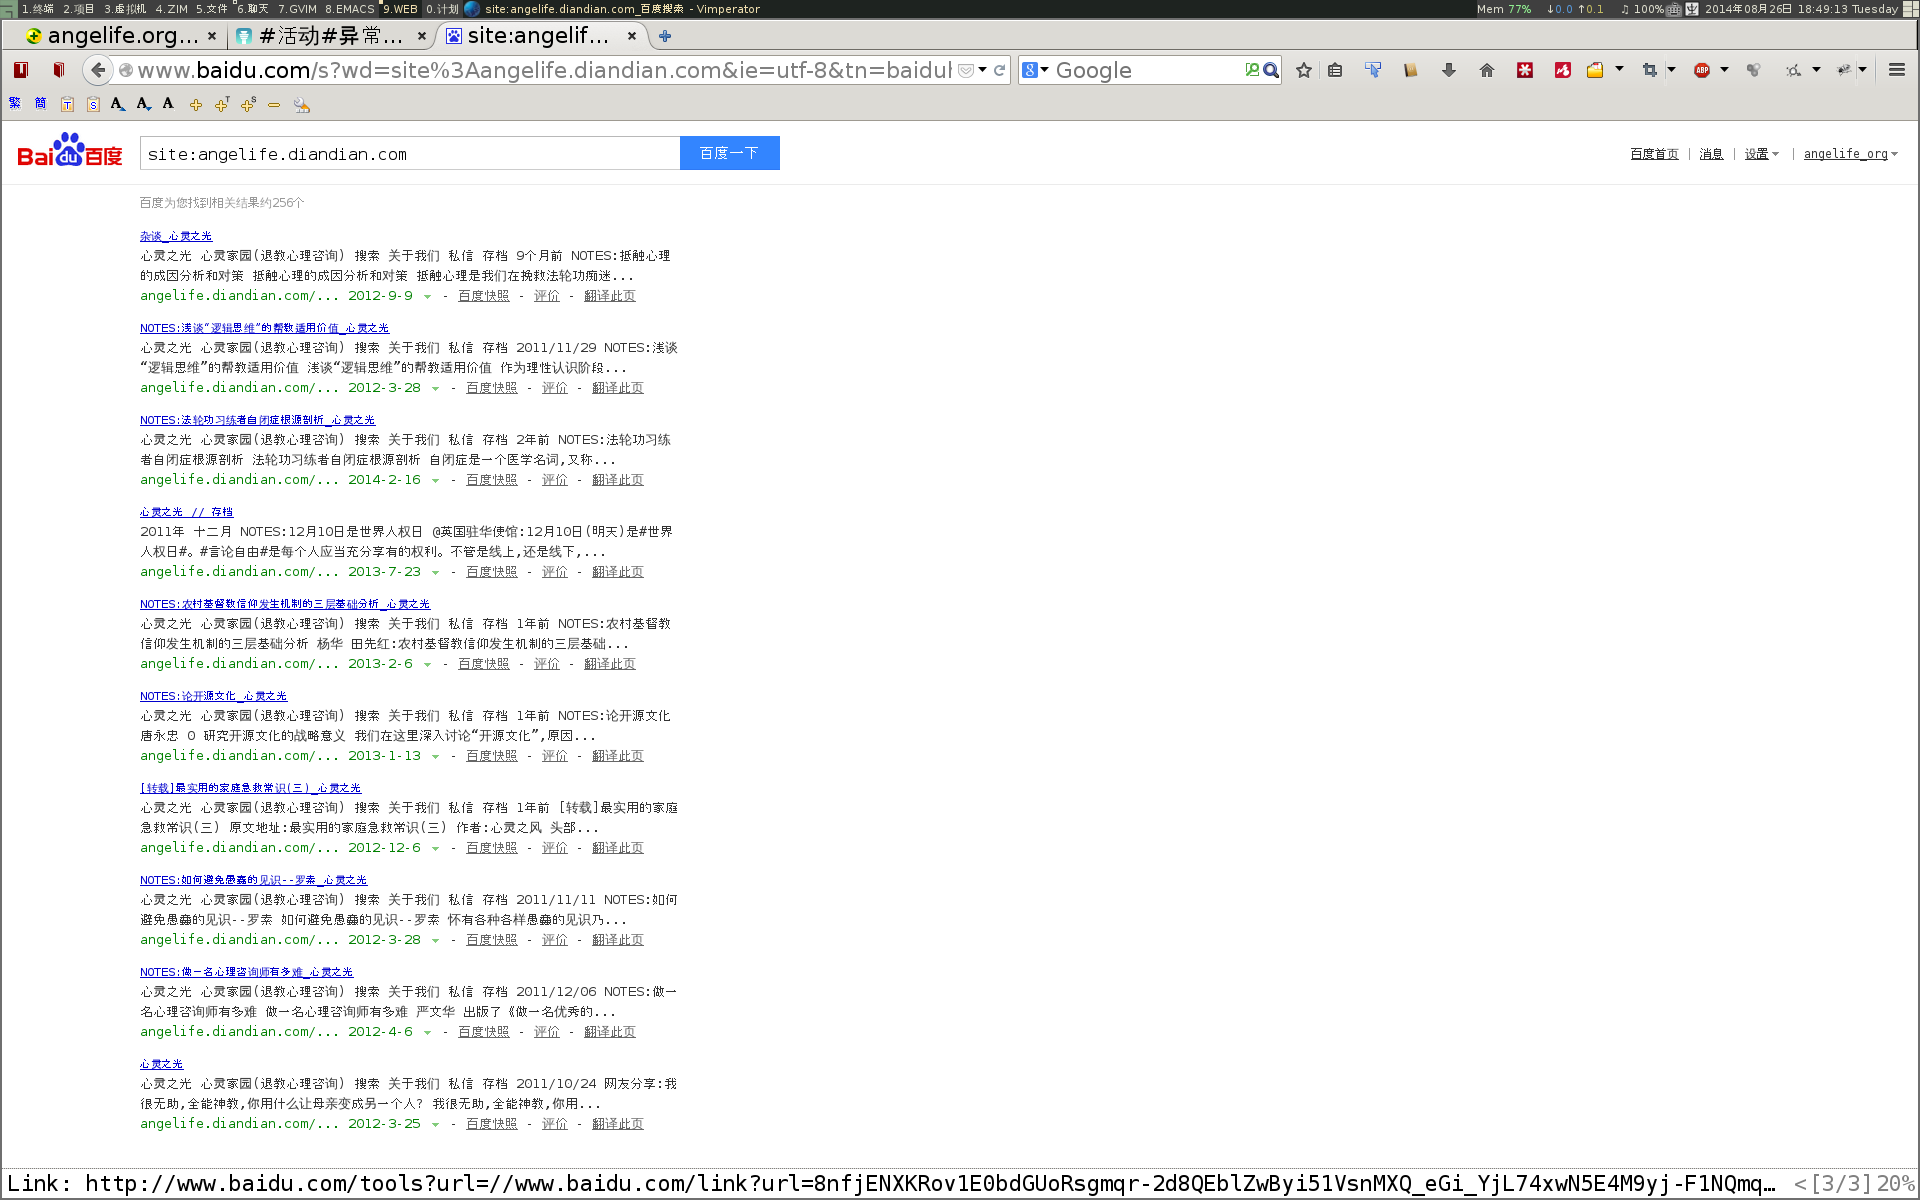 1.终端 2.项目 3.虚拟机 4.ZIM 5.文件 6.聊天 7.GVIM 8.EMACS 9.WEB 0.计划 site:angelife.diandian.com_百度搜索 - Vimperator Mem 77% ↓0.0 ↑0.1 ♫ 100% 2014年08月26日 18:49:13 Tuesday
angelife.org... × #活动#异常... × site:angelif... ×
www.baidu.com/s?wd=site%3Aangelife.diandian.com&ie=utf-8&tn=baidul Google
繁 簡 T S A A A T S
Bai du 百度 site:angelife.diandian.com 百度一下 百度首页 | 消息 | 设置 | angelife_org
百度为您找到相关结果约256个
杂谈_心灵之光
心灵之光 心灵家园(退教心理咨询) 搜索 关于我们 私信 存档 9个月前 NOTES:抵触心理
的成因分析和对策 抵触心理的成因分析和对策 抵触心理是我们在挽救法轮功痴迷...
angelife.diandian.com/... 2012-9-9 - 百度快照 - 评价 - 翻译此页
NOTES:浅谈“逻辑思维”的帮教适用价值_心灵之光
心灵之光 心灵家园(退教心理咨询) 搜索 关于我们 私信 存档 2011/11/29 NOTES:浅谈
“逻辑思维”的帮教适用价值 浅谈“逻辑思维”的帮教适用价值 作为理性认识阶段...
angelife.diandian.com/... 2012-3-28 - 百度快照 - 评价 - 翻译此页
NOTES:法轮功习练者自闭症根源剖析_心灵之光
心灵之光 心灵家园(退教心理咨询) 搜索 关于我们 私信 存档 2年前 NOTES:法轮功习练
者自闭症根源剖析 法轮功习练者自闭症根源剖析 自闭症是一个医学名词,又称...
angelife.diandian.com/... 2014-2-16 - 百度快照 - 评价 - 翻译此页
心灵之光 // 存档
2011年 十二月 NOTES:12月10日是世界人权日 @英国驻华使馆:12月10日(明天)是#世界
人权日#。#言论自由#是每个人应当充分享有的权利。不管是线上,还是线下,...
angelife.diandian.com/... 2013-7-23 - 百度快照 - 评价 - 翻译此页
NOTES:农村基督教信仰发生机制的三层基础分析_心灵之光
心灵之光 心灵家园(退教心理咨询) 搜索 关于我们 私信 存档 1年前 NOTES:农村基督教
信仰发生机制的三层基础分析 杨华 田先红:农村基督教信仰发生机制的三层基础...
angelife.diandian.com/... 2013-2-6 - 百度快照 - 评价 - 翻译此页
NOTES:论开源文化_心灵之光
心灵之光 心灵家园(退教心理咨询) 搜索 关于我们 私信 存档 1年前 NOTES:论开源文化
唐永忠 0 研究开源文化的战略意义 我们在这里深入讨论“开源文化”,原因...
angelife.diandian.com/... 2013-1-13 - 百度快照 - 评价 - 翻译此页
[转载]最实用的家庭急救常识(三)_心灵之光
心灵之光 心灵家园(退教心理咨询) 搜索 关于我们 私信 存档 1年前 [转载]最实用的家庭
急救常识(三) 原文地址:最实用的家庭急救常识(三) 作者:心灵之风 头部...
angelife.diandian.com/... 2012-12-6 - 百度快照 - 评价 - 翻译此页
NOTES:如何避免愚蠢的见识--罗素_心灵之光
心灵之光 心灵家园(退教心理咨询) 搜索 关于我们 私信 存档 2011/11/11 NOTES:如何
避免愚蠢的见识--罗素 如何避免愚蠢的见识--罗素 怀有各种各样愚蠢的见识乃...
angelife.diandian.com/... 2012-3-28 - 百度快照 - 评价 - 翻译此页
NOTES:做一名心理咨询师有多难_心灵之光
心灵之光 心灵家园(退教心理咨询) 搜索 关于我们 私信 存档 2011/12/06 NOTES:做一
名心理咨询师有多难 做一名心理咨询师有多难 严文华 出版了《做一名优秀的...
angelife.diandian.com/... 2012-4-6 - 百度快照 - 评价 - 翻译此页
心灵之光
心灵之光 心灵家园(退教心理咨询) 搜索 关于我们 私信 存档 2011/10/24 网友分享:我
很无助,全能神教,你用什么让母亲变成另一个人? 我很无助,全能神教,你用...
angelife.diandian.com/... 2012-3-25 - 百度快照 - 评价 - 翻译此页
Link: http://www.baidu.com/tools?url=//www.baidu.com/link?url=8nfjENXKRov1E0bdGUoRsgmqr-2d8QEblZwByi51VsnMXQ_eGi_YjL74xwN5E4M9yj-F1NQmq... <[3/3]20%